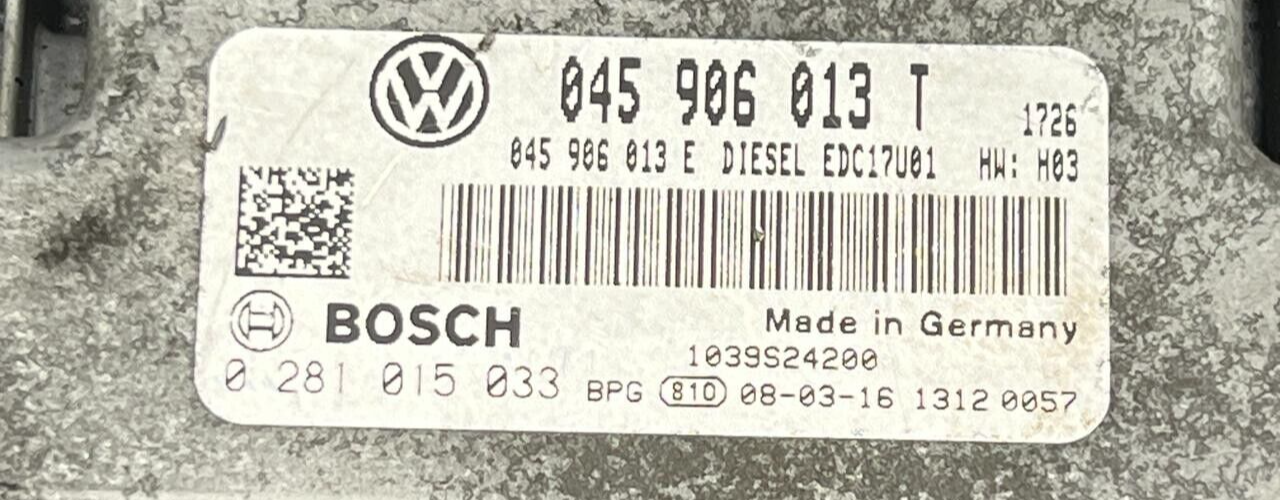 045 906 013 T 1726
045 906 013 E DIESEL EDC17U01 HW: H03
BOSCH Made in Germany
1039S24200
0 281 015 033 BPG 810 08-03-16 1312 0057